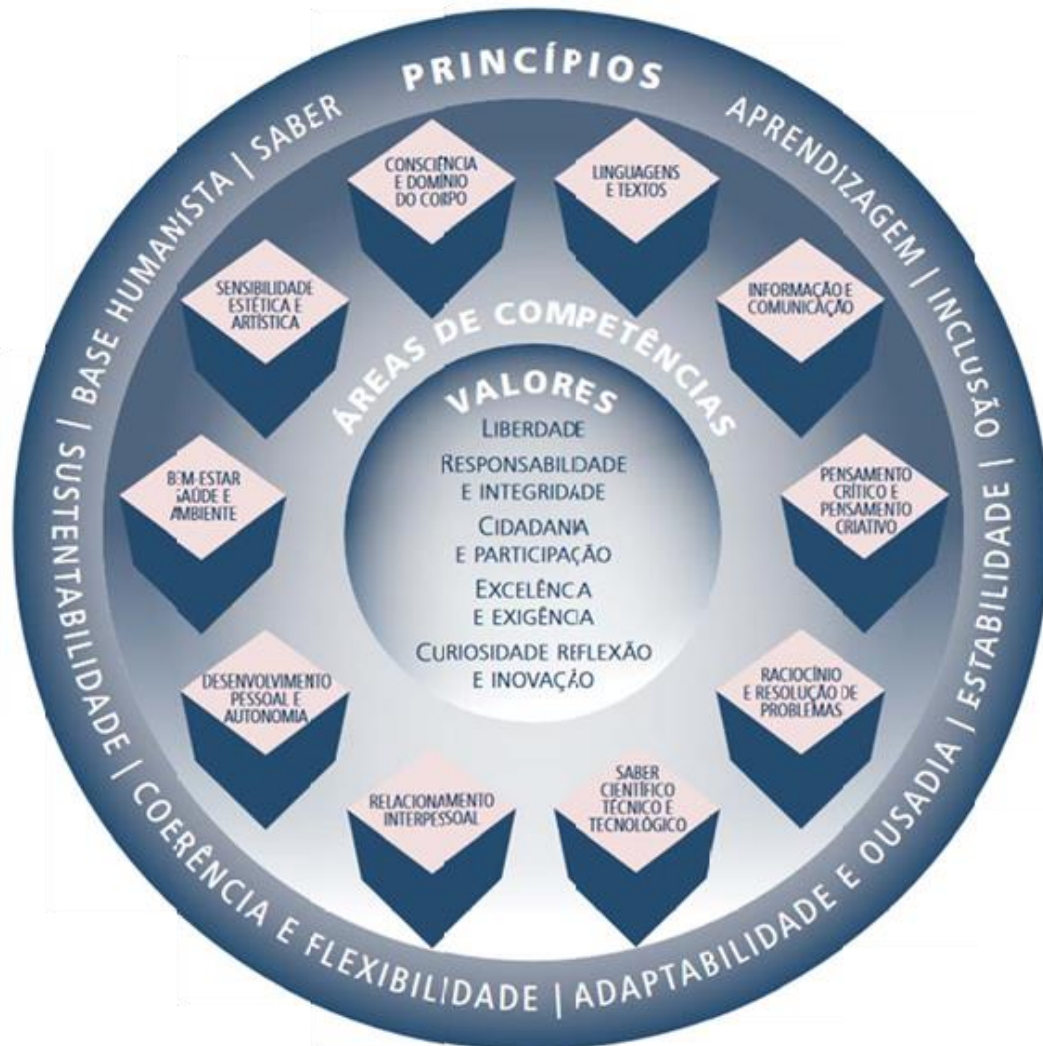 PRINCÍPIOS
APRENDIZAGEM | INCLUSÃO | ESTABILIDADE | ADAPTABILIDADE E OUSADIA | COERÊNCIA E FLEXIBILIDADE | SUSTENTABILIDADE | BASE HUMANISTA | SABER
CONSCIÊNCIA
E DOMÍNIO
DO CORPO
LINGUAGENS
E TEXTOS
SENSIBILIDADE
ESTÉTICA E
ARTÍSTICA
INFORMAÇÃO E
COMUNICAÇÃO
ÁREAS DE COMPETÊNCIAS
VALORES
LIBERDADE
RESPONSABILIDADE
E INTEGRIDADE
CIDADANIA
E PARTICIPAÇÃO
EXCELÊNCIA
E EXIGÊNCIA
CURIOSIDADE REFLEXÃO
E INOVAÇÃO
BEM-ESTAR
SAÚDE E
AMBIENTE
PENSAMENTO
CRÍTICO E
PENSAMENTO
CRIATIVO
DESENVOLVIMENTO
PESSOAL E
AUTONOMIA
RACIOCÍNIO
E RESOLUÇÃO DE
PROBLEMAS
RELACIONAMENTO
INTERPESSOAL
SABER
CIENTÍFICO
TÉCNICO E
TECNOLÓGICO